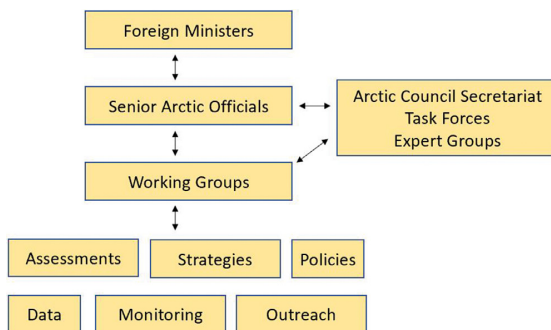 Foreign Ministers
Senior Arctic Officials
Arctic Council Secretariat
Task Forces
Expert Groups
Working Groups
Assessments
Strategies
Policies
Data
Monitoring
Outreach